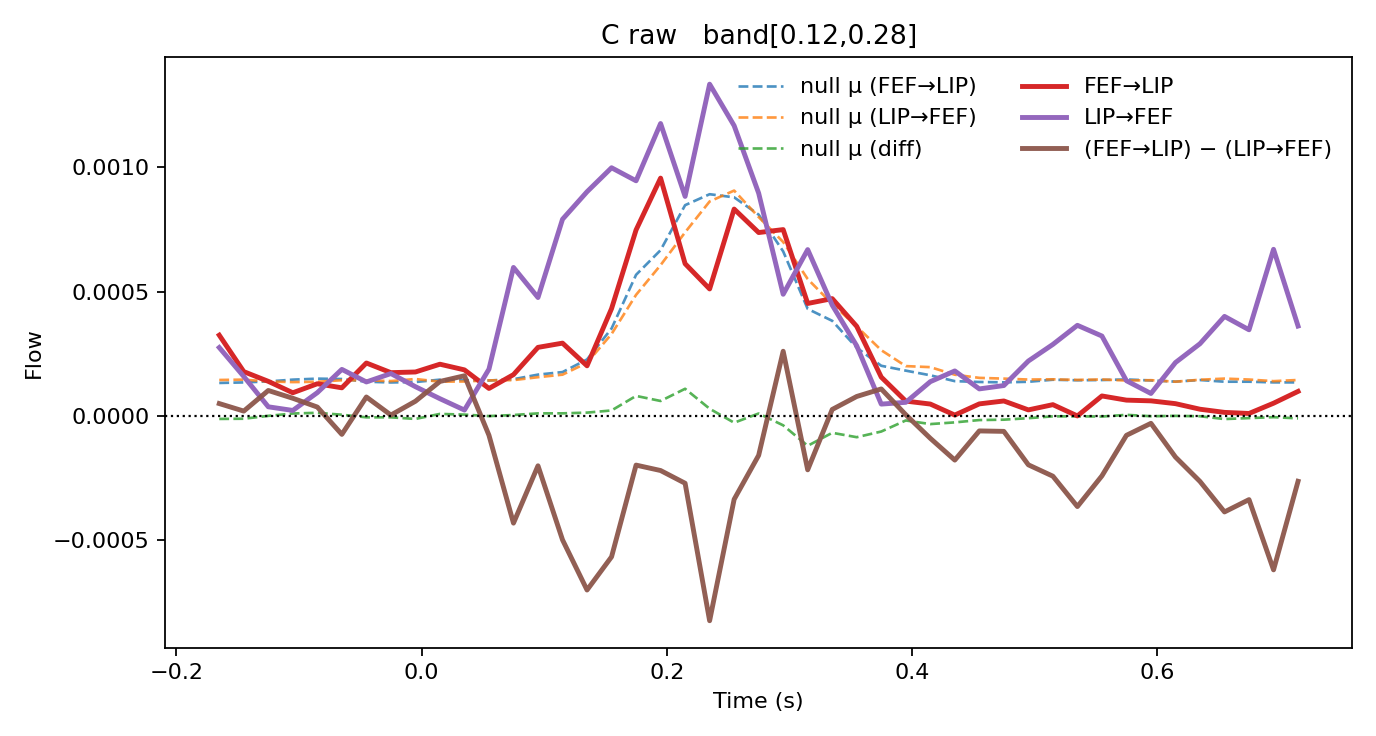 C raw   band[0.12,0.28]
null μ (FEF→LIP)
null μ (LIP→FEF)
null μ (diff)
FEF→LIP
LIP→FEF
(FEF→LIP) − (LIP→FEF)
Flow
0.0010
0.0005
0.0000
−0.0005
−0.2
0.0
0.2
0.4
0.6
Time (s)